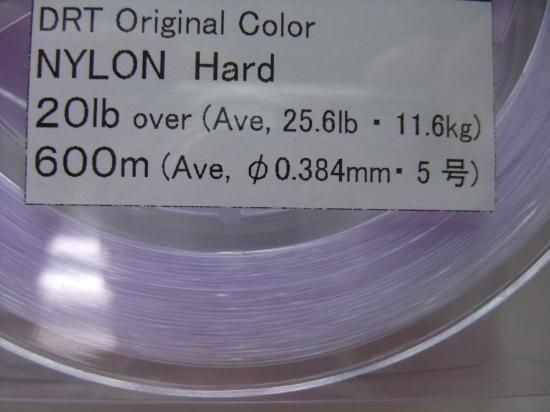 DRT Original Color
NYLON Hard
20lb over (Ave, 25.6lb・11.6kg)
600m (Ave, φ0.384mm・5号)